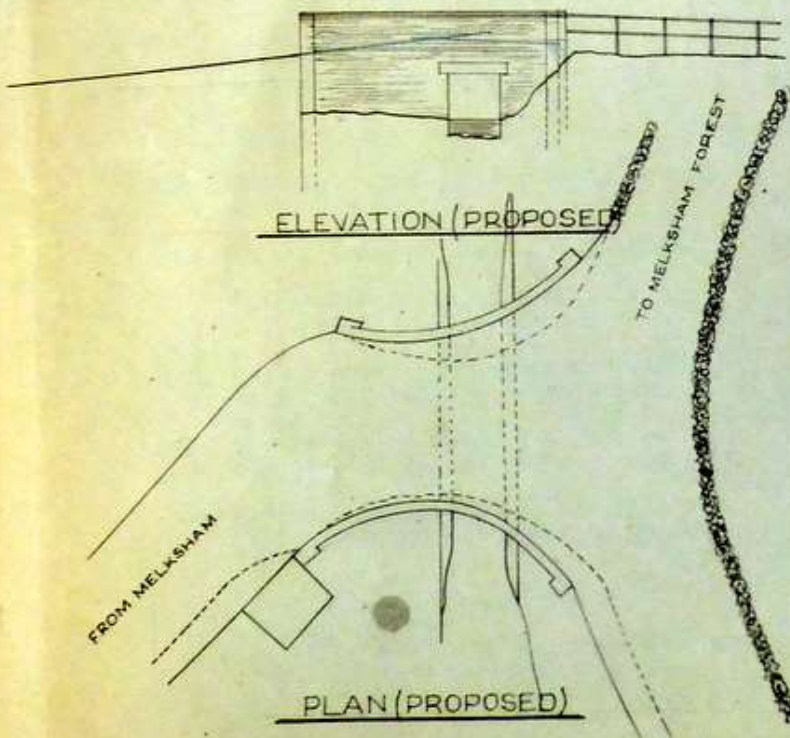 ELEVATION (PROPOSED
TO MELKSHAM FOREST
FROM MELKSHAM
PLAN (PROPOSED)